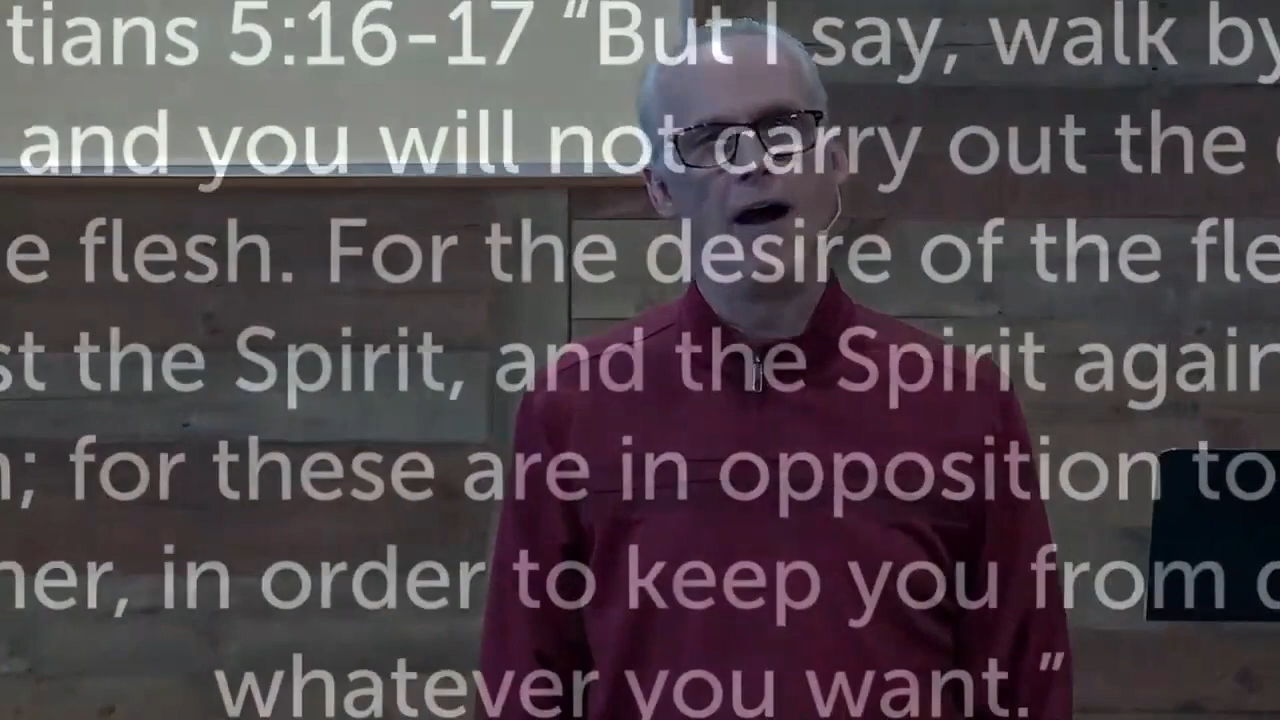 tians 5:16-17 “But I say, walk by
and you will not carry out the
e flesh. For the desire of the fle
st the Spirit, and the Spirit again
n; for these are in opposition to
her, in order to keep you from
whatever you want.”